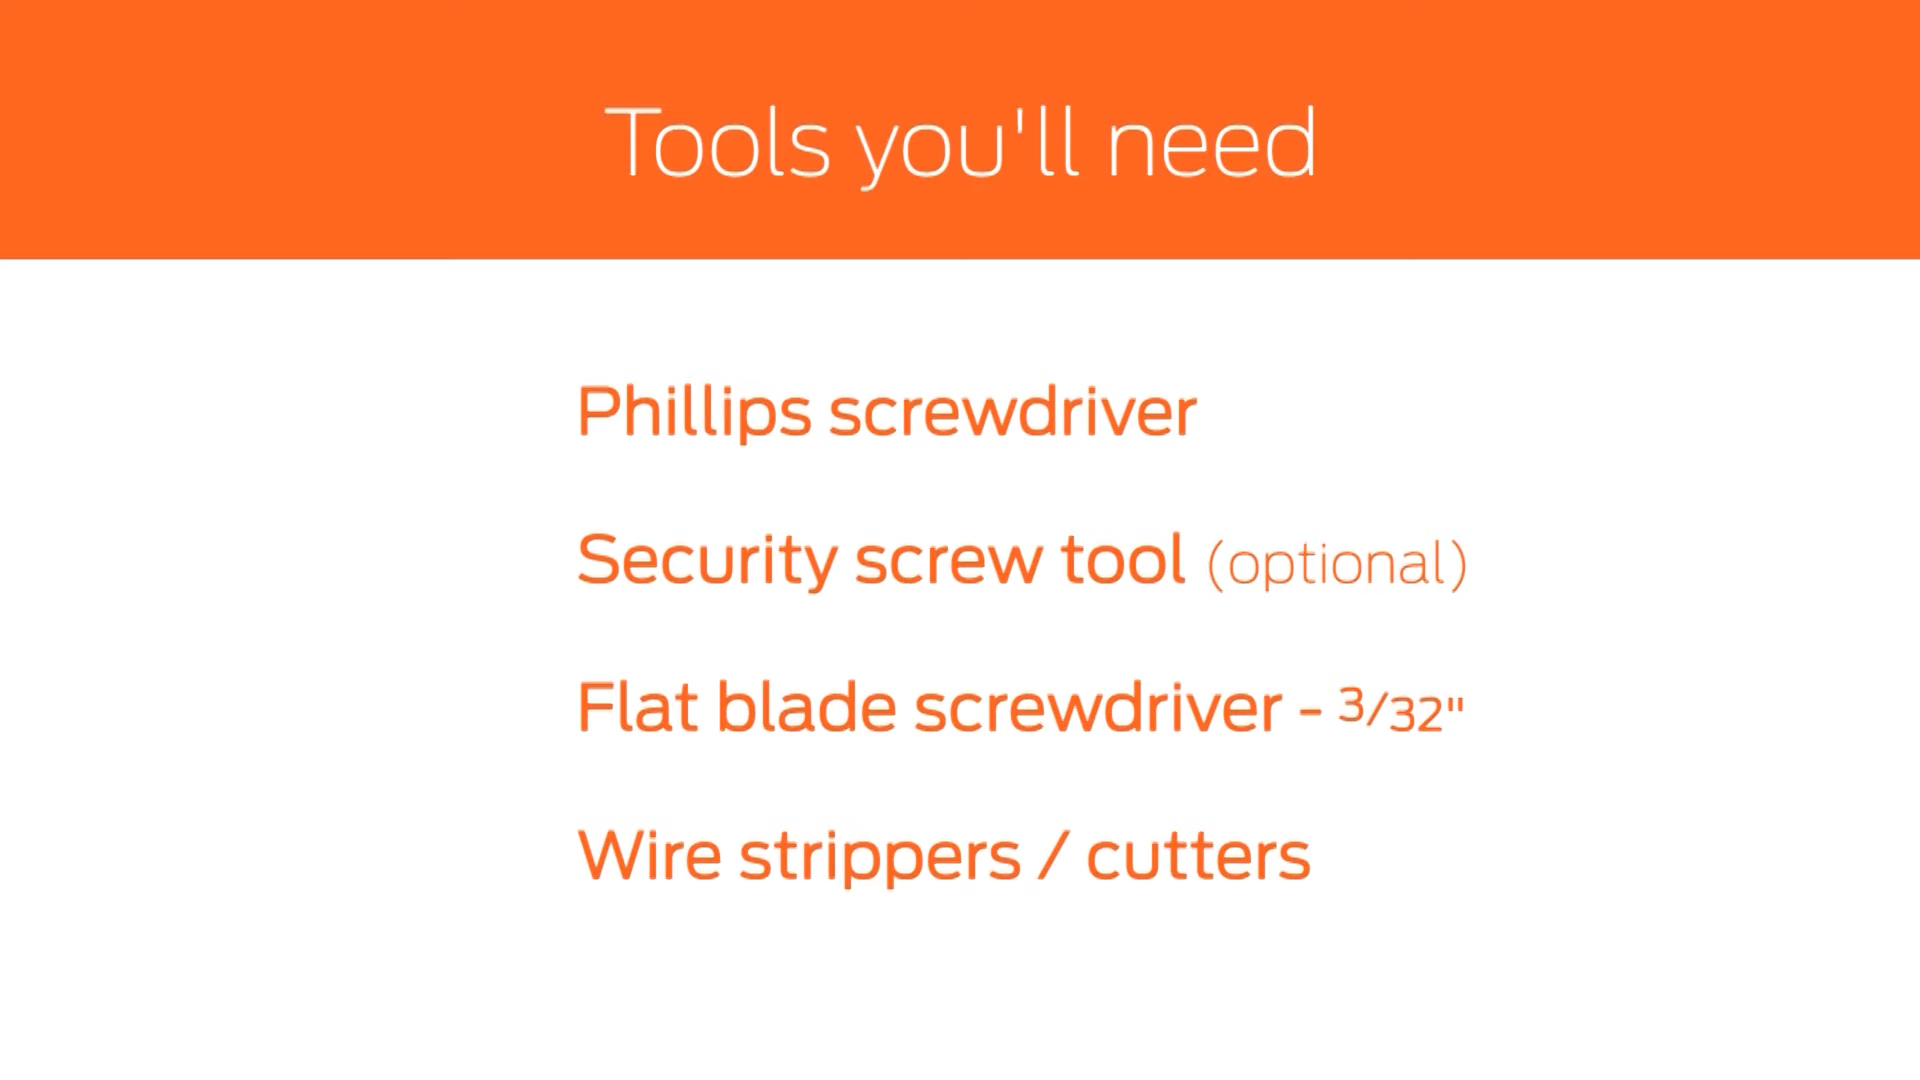 Tools you'll need
Phillips screwdriver
Security screw tool (optional)
Flat blade screwdriver - 3/32"
Wire strippers / cutters